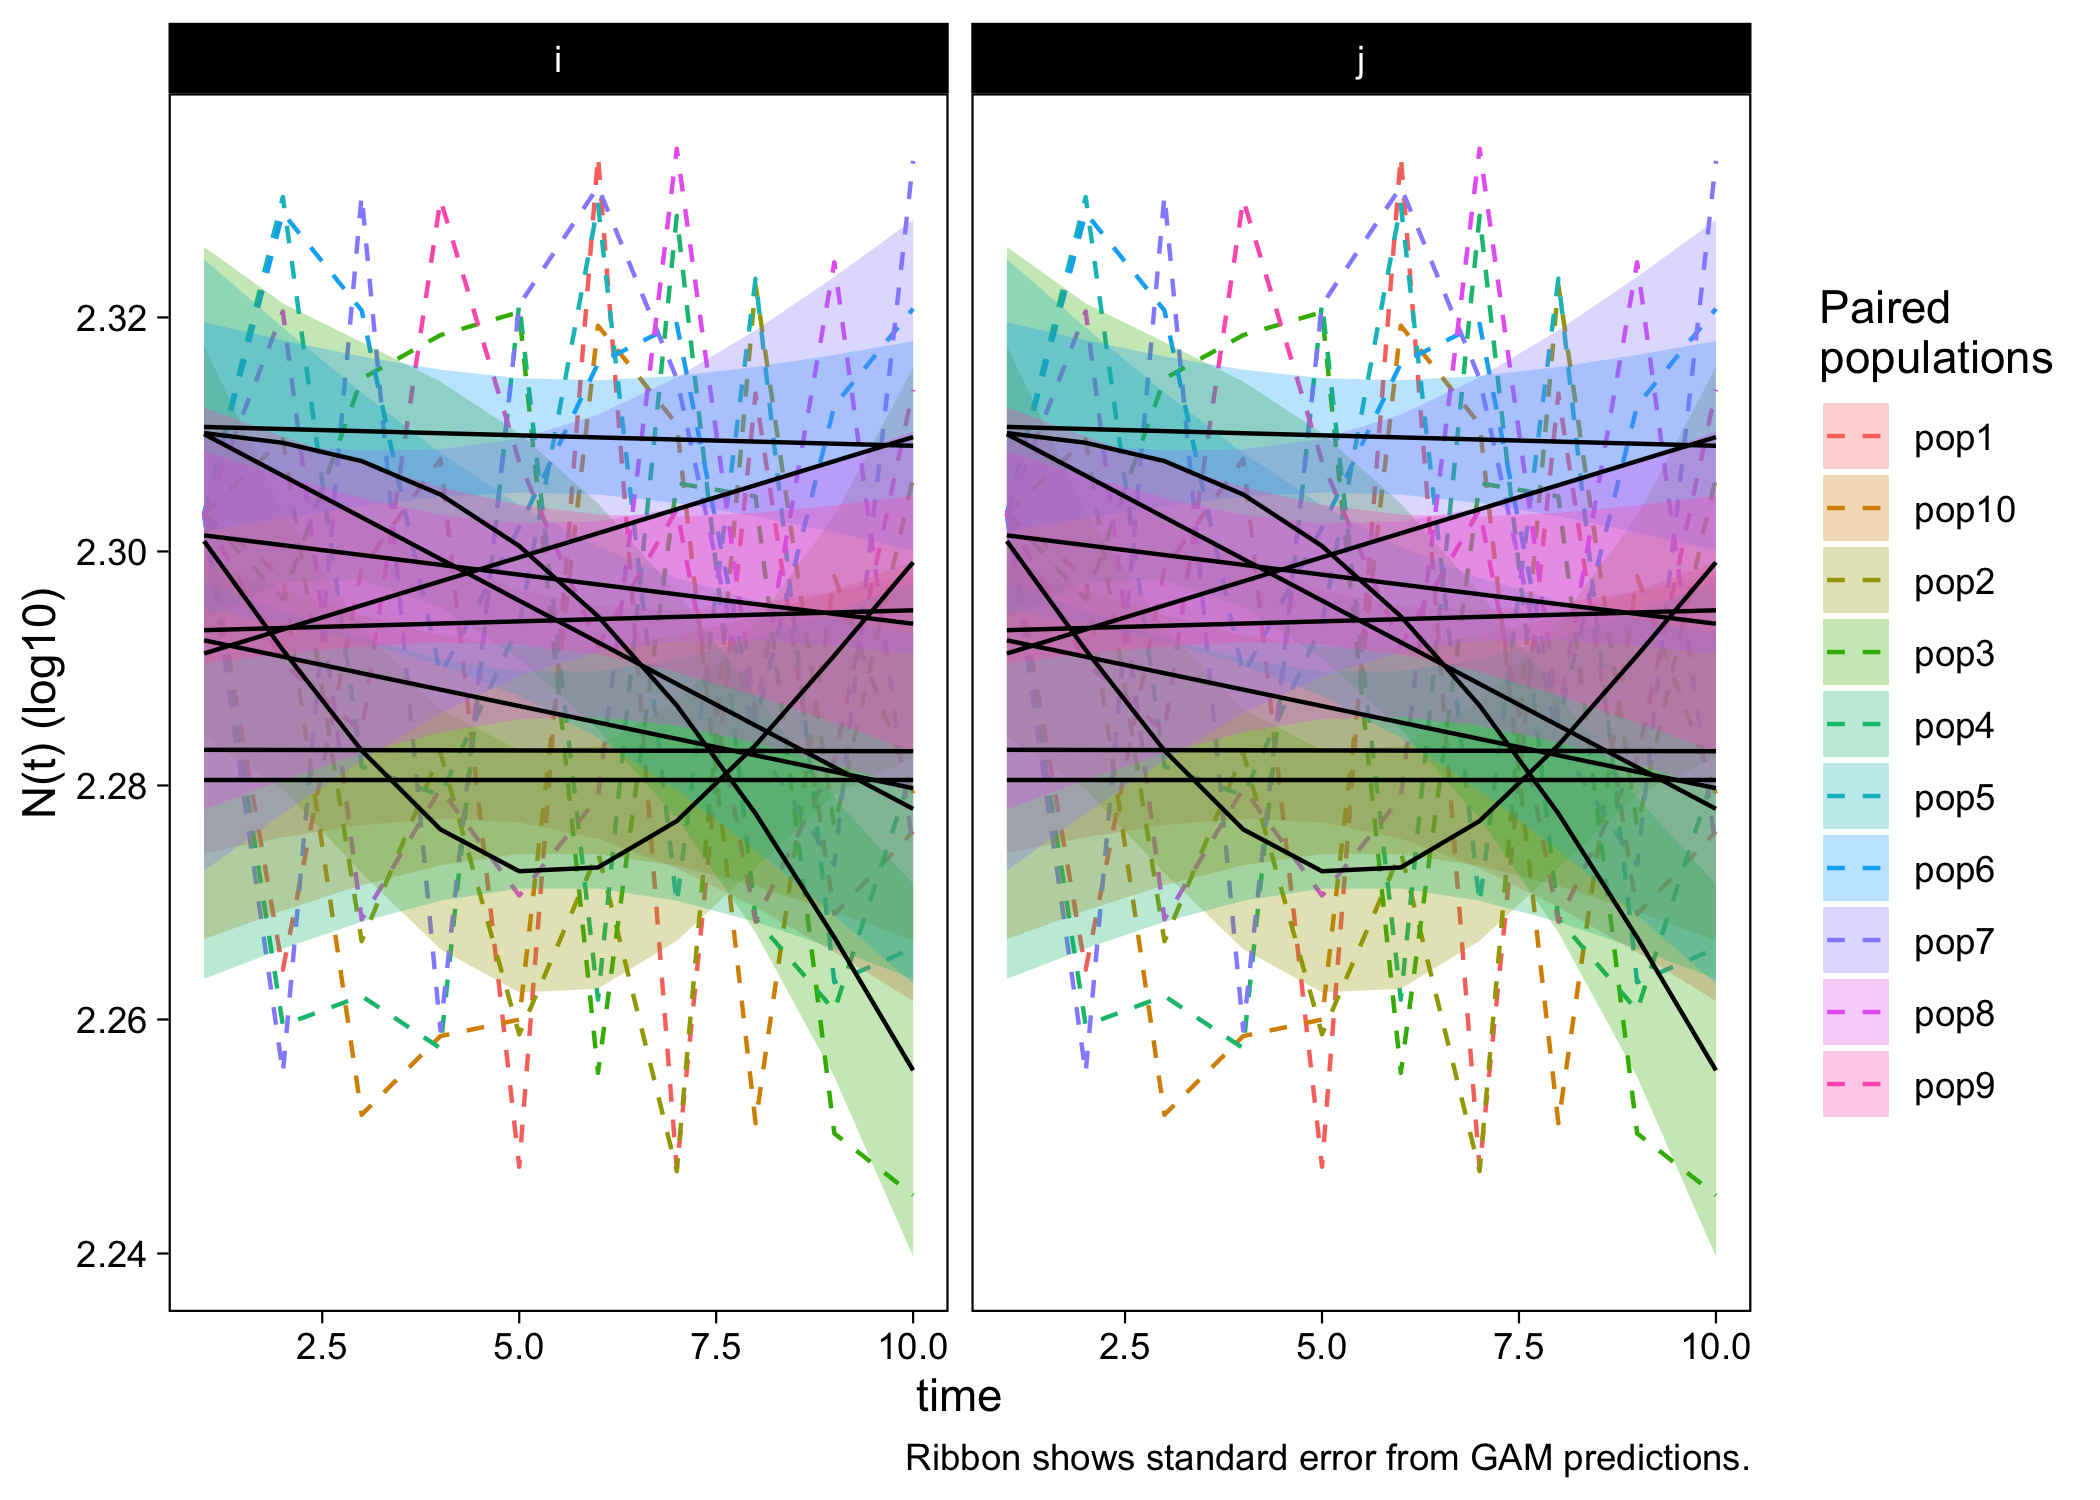 i
j
N(t) (log10)
2.32
2.30
2.28
2.26
2.24
2.5
5.0
7.5
10.0
2.5
5.0
7.5
10.0
time
Ribbon shows standard error from GAM predictions.
Paired
populations
pop1
pop10
pop2
pop3
pop4
pop5
pop6
pop7
pop8
pop9